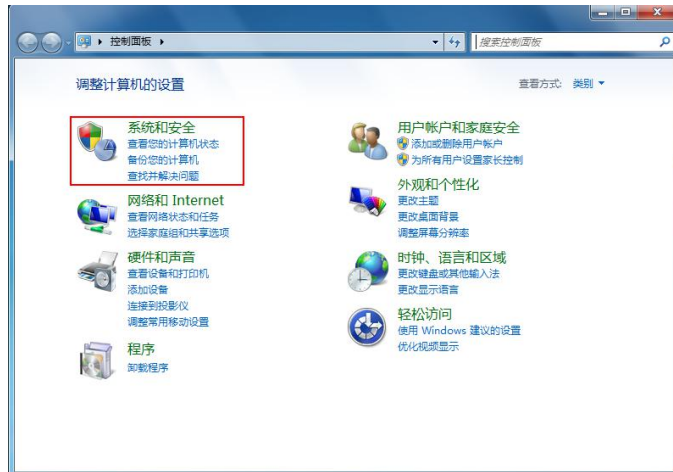 控制面板
搜索控制面板
调整计算机的设置
查看方式: 类别
系统和安全
查看您的计算机状态
备份您的计算机
查找并解决问题
网络和 Internet
查看网络状态和任务
选择家庭组和共享选项
硬件和声音
查看设备和打印机
添加设备
连接到投影仪
调整常用移动设置
程序
卸载程序
用户帐户和家庭安全
添加或删除用户帐户
为所有用户设置家长控制
外观和个性化
更改主题
更改桌面背景
调整屏幕分辨率
时钟、语言和区域
更改键盘或其他输入法
更改显示语言
轻松访问
使用 Windows 建议的设置
优化视频显示